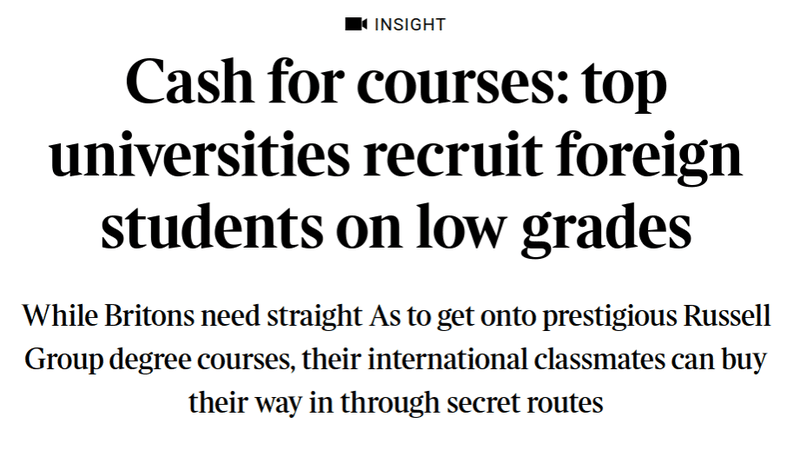 INSIGHT
Cash for courses: top
universities recruit foreign
students on low grades
While Britons need straight As to get onto prestigious Russell
Group degree courses, their international classmates can buy
their way in through secret routes